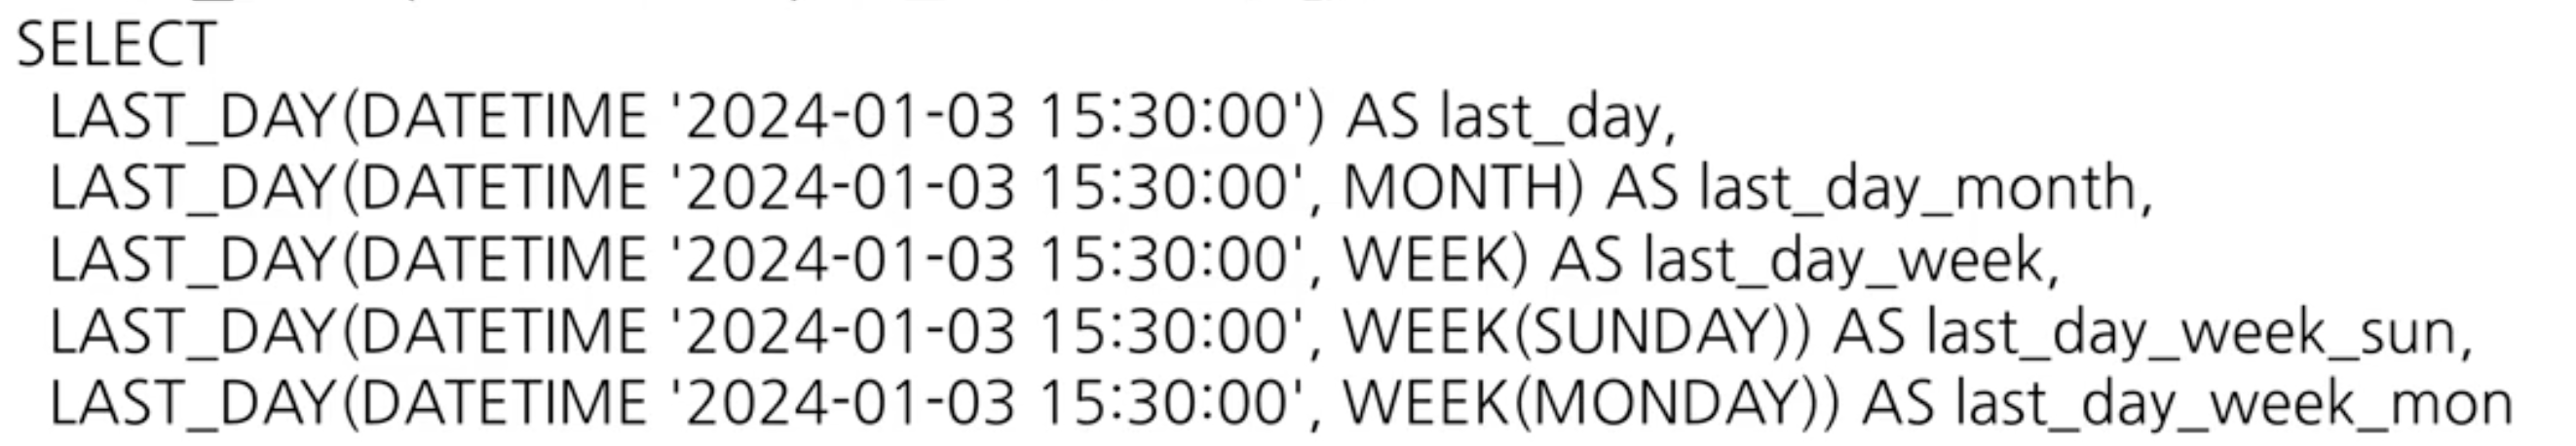 SELECT
LAST_DAY(DATETIME '2024-01-03 15:30:00') AS last_day,
LAST_DAY(DATETIME '2024-01-03 15:30:00', MONTH) AS last_day_month,
LAST_DAY(DATETIME '2024-01-03 15:30:00', WEEK) AS last_day_week,
LAST_DAY(DATETIME '2024-01-03 15:30:00', WEEK(SUNDAY)) AS last_day_week_sun,
LAST_DAY(DATETIME '2024-01-03 15:30:00', WEEK(MONDAY)) AS last_day_week_mon